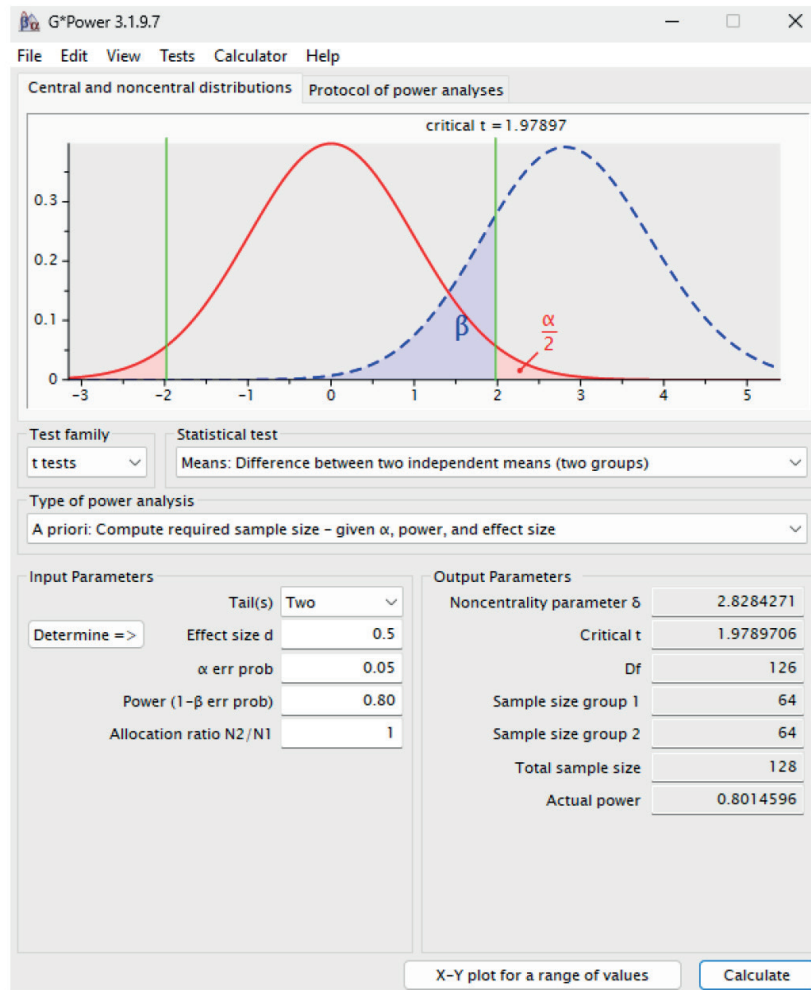 G*Power 3.1.9.7
File Edit View Tests Calculator Help
Central and noncentral distributions Protocol of power analyses
critical t = 1.97897
0.3
0.2
0.1
0
β
α
2
-3 -2 -1 0 1 2 3 4 5
Test family Statistical test
t tests Means: Difference between two independent means (two groups)
Type of power analysis
A priori: Compute required sample size – given α, power, and effect size
Input Parameters Output Parameters
Tail(s) Two Noncentrality parameter δ 2.8284271
Determine => Effect size d 0.5 Critical t 1.9789706
α err prob 0.05 Df 126
Power (1-β err prob) 0.80 Sample size group 1 64
Allocation ratio N2/N1 1 Sample size group 2 64
Total sample size 128
Actual power 0.8014596
X-Y plot for a range of values Calculate